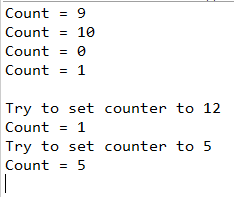 Count = 9
Count = 10
Count = 0
Count = 1
Try to set counter to 12
Count = 1
Try to set counter to 5
Count = 5